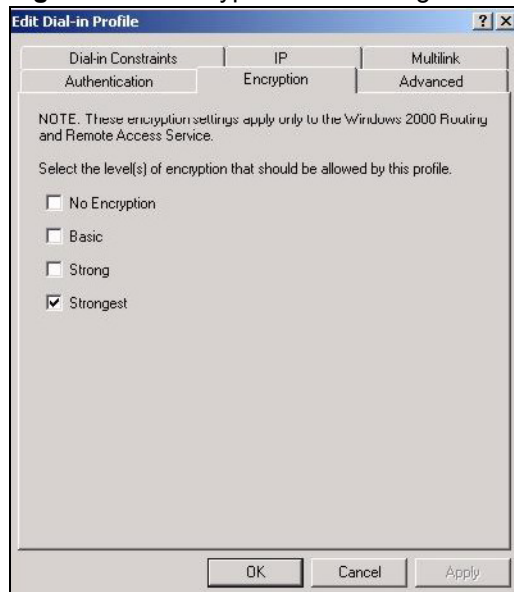 Edit Dial-in Profile
Dial-in Constraints IP Multilink
Authentication Encryption Advanced
NOTE. These encryption settings apply only to the Windows 2000 Routing
and Remote Access Service.
Select the level(s) of encryption that should be allowed by this profile.
No Encryption
Basic
Strong
Strongest
OK Cancel Apply